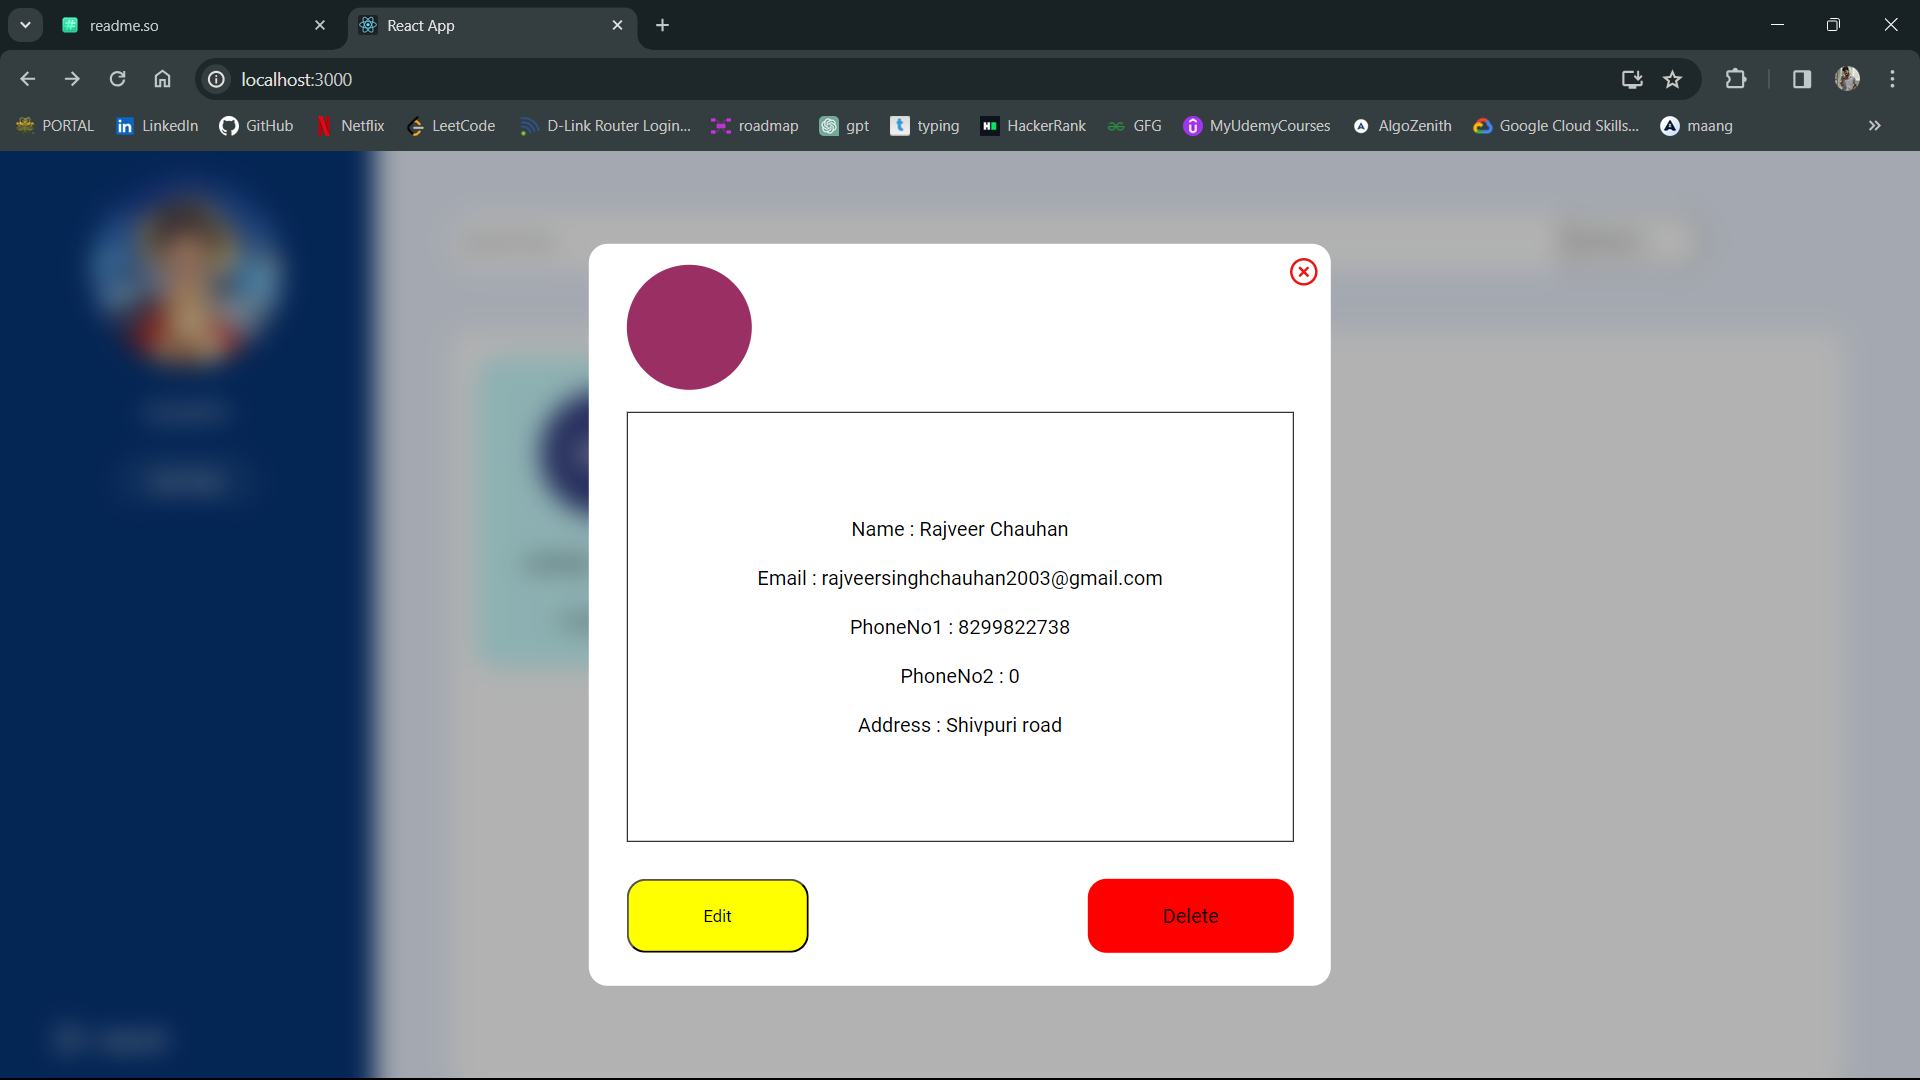 readme.so
React App
localhost:3000
PORTAL
LinkedIn
GitHub
Netflix
LeetCode
D-Link Router Login...
roadmap
gpt
typing
HackerRank
GFG
MyUdemyCourses
AlgoZenith
Google Cloud Skills...
maang
Name : Rajveer Chauhan
Email : rajveersinghchauhan2003@gmail.com
PhoneNo1 : 8299822738
PhoneNo2 : 0
Address : Shivpuri road
Edit
Delete